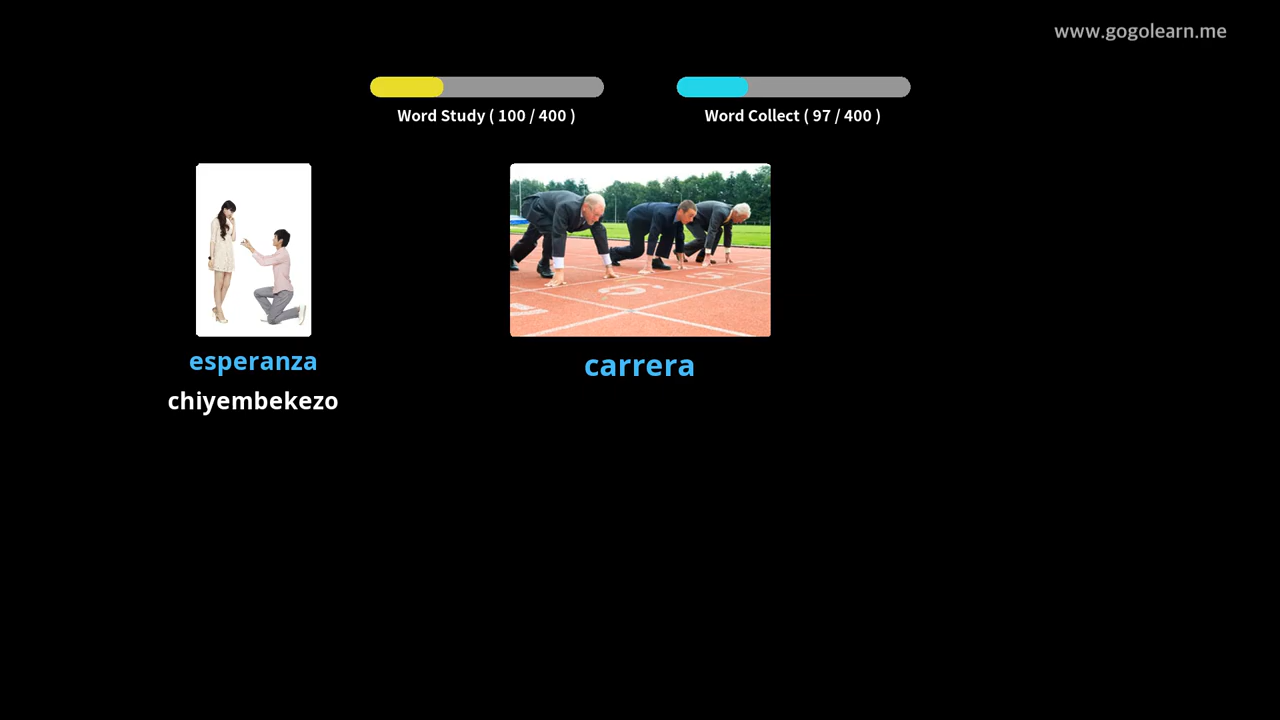 www.gogolearn.me
Word Study ( 100 / 400 )
Word Collect ( 97 / 400 )
esperanza
chiyembekezo
carrera